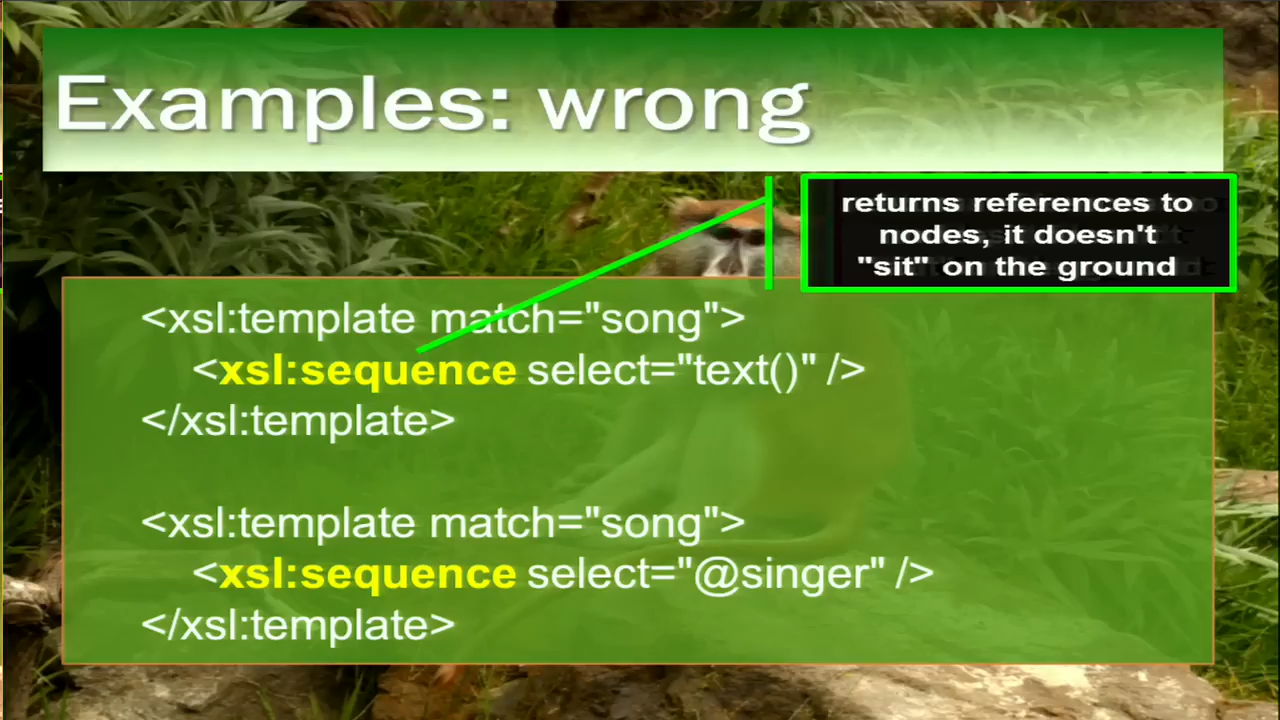 Examples: wrong
returns references to
nodes, it doesn't
"sit" on the ground
<xsl:template match="song">
<xsl:sequence select="text()" />
</xsl:template>
<xsl:template match="song">
<xsl:sequence select="@singer" />
</xsl:template>